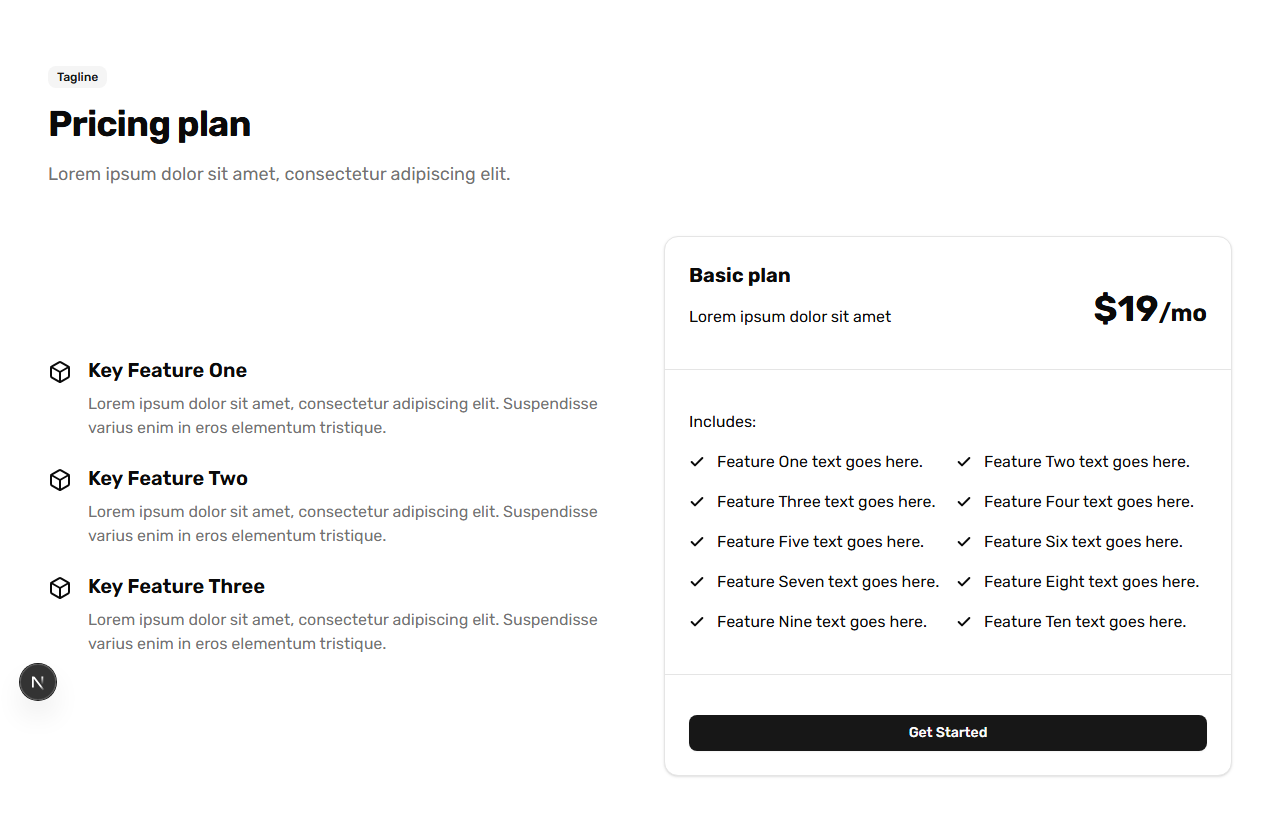 Tagline
Pricing plan
Lorem ipsum dolor sit amet, consectetur adipiscing elit.
Key Feature One
Lorem ipsum dolor sit amet, consectetur adipiscing elit. Suspendisse
varius enim in eros elementum tristique.
Key Feature Two
Lorem ipsum dolor sit amet, consectetur adipiscing elit. Suspendisse
varius enim in eros elementum tristique.
Key Feature Three
Lorem ipsum dolor sit amet, consectetur adipiscing elit. Suspendisse
varius enim in eros elementum tristique.
N
Basic plan
Lorem ipsum dolor sit amet
$19/mo
Includes:
Feature One text goes here.
Feature Two text goes here.
Feature Three text goes here.
Feature Four text goes here.
Feature Five text goes here.
Feature Six text goes here.
Feature Seven text goes here.
Feature Eight text goes here.
Feature Nine text goes here.
Feature Ten text goes here.
Get Started